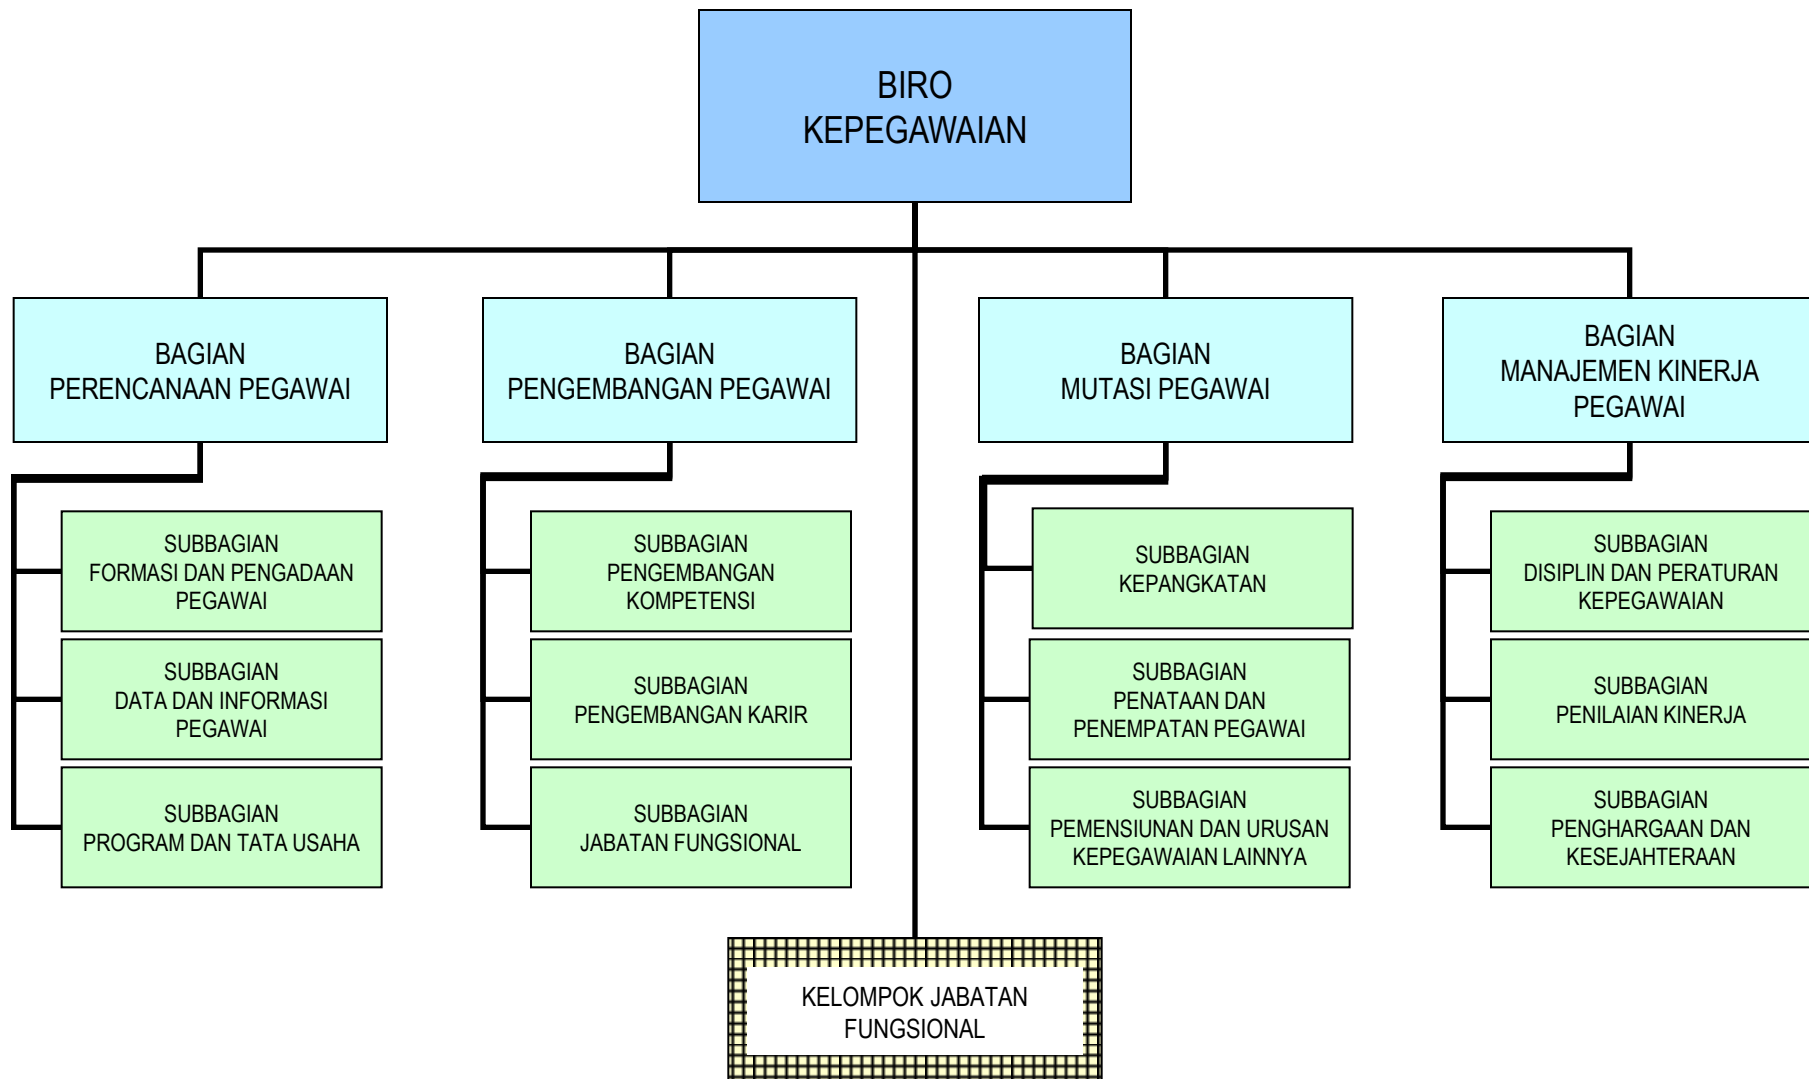 BIRO
KEPEGAWAIAN
BAGIAN
PERENCANAAN PEGAWAI
BAGIAN
PENGEMBANGAN PEGAWAI
BAGIAN
MUTASI PEGAWAI
BAGIAN
MANAJEMEN KINERJA
PEGAWAI
SUBBAGIAN
FORMASI DAN PENGADAAN
PEGAWAI
SUBBAGIAN
DATA DAN INFORMASI
PEGAWAI
SUBBAGIAN
PROGRAM DAN TATA USAHA
SUBBAGIAN
PENGEMBANGAN
KOMPETENSI
SUBBAGIAN
PENGEMBANGAN KARIR
SUBBAGIAN
JABATAN FUNGSIONAL
SUBBAGIAN
KEPANGKATAN
SUBBAGIAN
PENATAAN DAN
PENEMPATAN PEGAWAI
SUBBAGIAN
PEMENSIUNAN DAN URUSAN
KEPEGAWAIAN LAINNYA
SUBBAGIAN
DISIPLIN DAN PERATURAN
KEPEGAWAIAN
SUBBAGIAN
PENILAIAN KINERJA
SUBBAGIAN
PENGHARGAAN DAN
KESEJAHTERAAN
KELOMPOK JABATAN
FUNGSIONAL